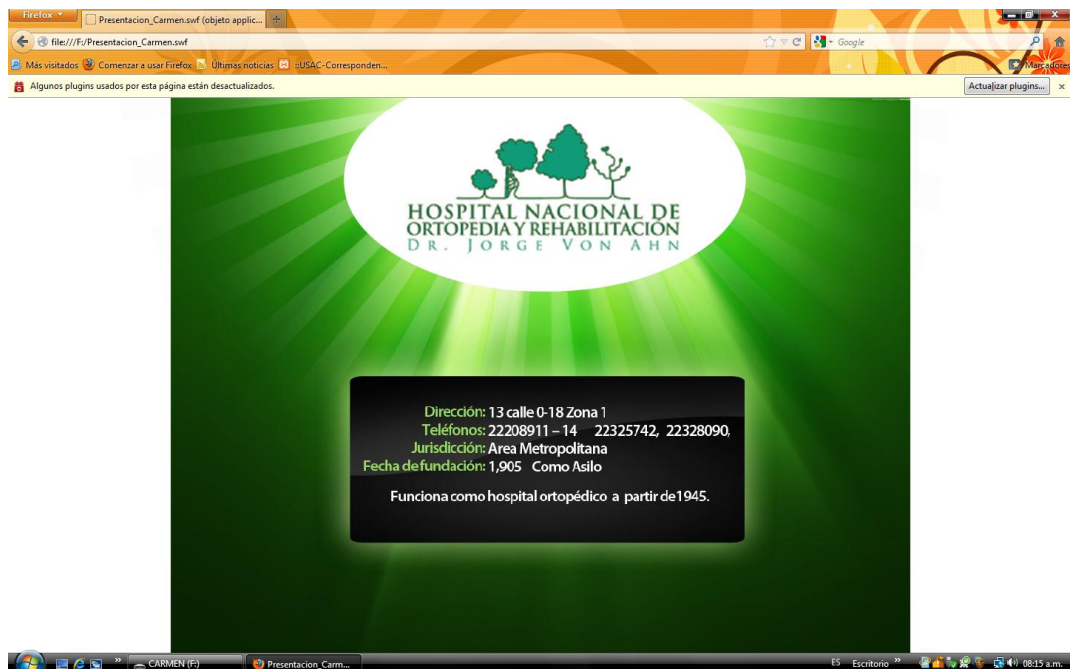 Firefox
Presentacion_Carmen.swf (objeto applic...
file:///F:/Presentacion_Carmen.swf
Google
Más visitados Comenzar a usar Firefox Últimas noticias ::USAC-Corresponden...
Marcadores
Algunos plugins usados por esta página están desactualizados.
Actualizar plugins...
HOSPITAL NACIONAL DE
ORTOPEDIA Y REHABILITACIÓN
DR. JORGE VON AHN
Dirección: 13 calle 0-18 Zona 1
Teléfonos: 22208911 – 14 22325742, 22328090,
Jurisdicción: Area Metropolitana
Fecha de fundación: 1,905 Como Asilo
Funciona como hospital ortopédico a partir de 1945.
CARMEN (F:)
Presentacion_Carm...
ES Escritorio
08:15 a.m.